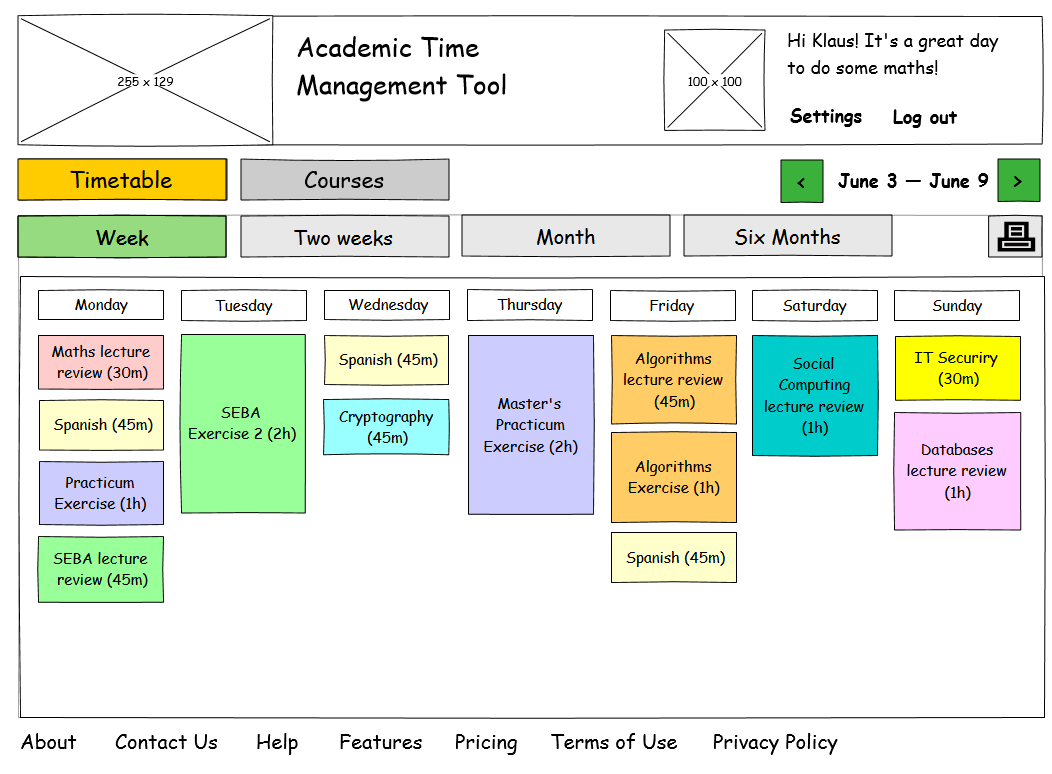 255 x 129
Academic Time
Management Tool
100 x 100
Hi Klaus! It's a great day
to do some maths!
Settings Log out
Timetable Courses
< June 3 — June 9 >
Week Two weeks Month Six Months
Monday Tuesday Wednesday Thursday Friday Saturday Sunday
Maths lecture
review (30m)
Spanish (45m)
Practicum
Exercise (1h)
SEBA lecture
review (45m)
SEBA
Exercise 2 (2h)
Spanish (45m)
Cryptography
(45m)
Master's
Practicum
Exercise (2h)
Algorithms
lecture review
(45m)
Algorithms
Exercise (1h)
Spanish (45m)
Social
Computing
lecture review
(1h)
IT Securiry
(30m)
Databases
lecture review
(1h)
About Contact Us Help Features Pricing Terms of Use Privacy Policy